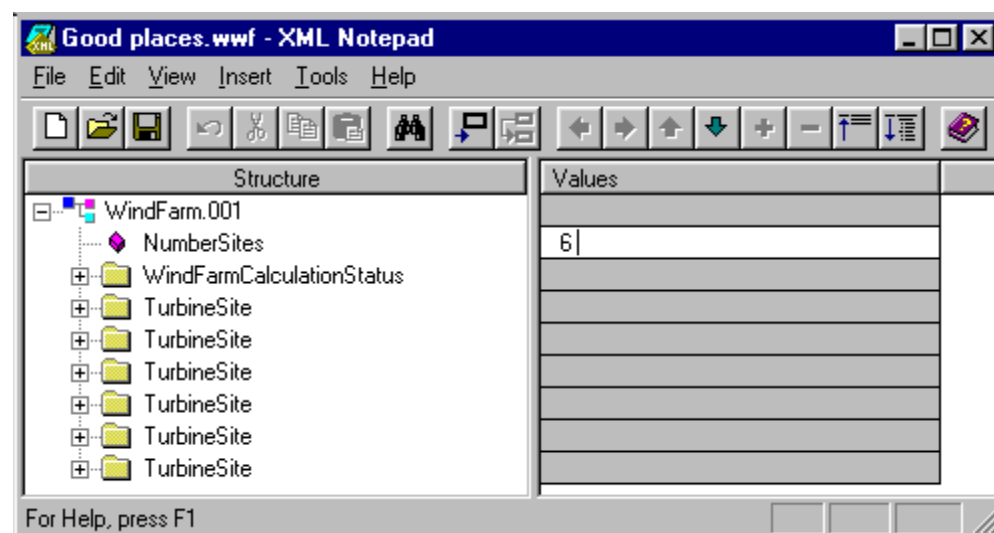 Good places.wwf - XML Notepad
File Edit View Insert Tools Help
Structure Values
WindFarm.001
NumberSites 6
WindFarmCalculationStatus
TurbineSite
TurbineSite
TurbineSite
TurbineSite
TurbineSite
TurbineSite
For Help, press F1